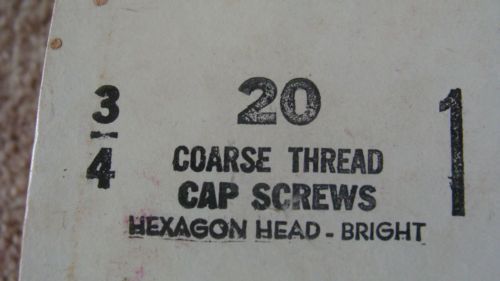 3/4 20 1
COARSE THREAD
CAP SCREWS
HEXAGON HEAD - BRIGHT